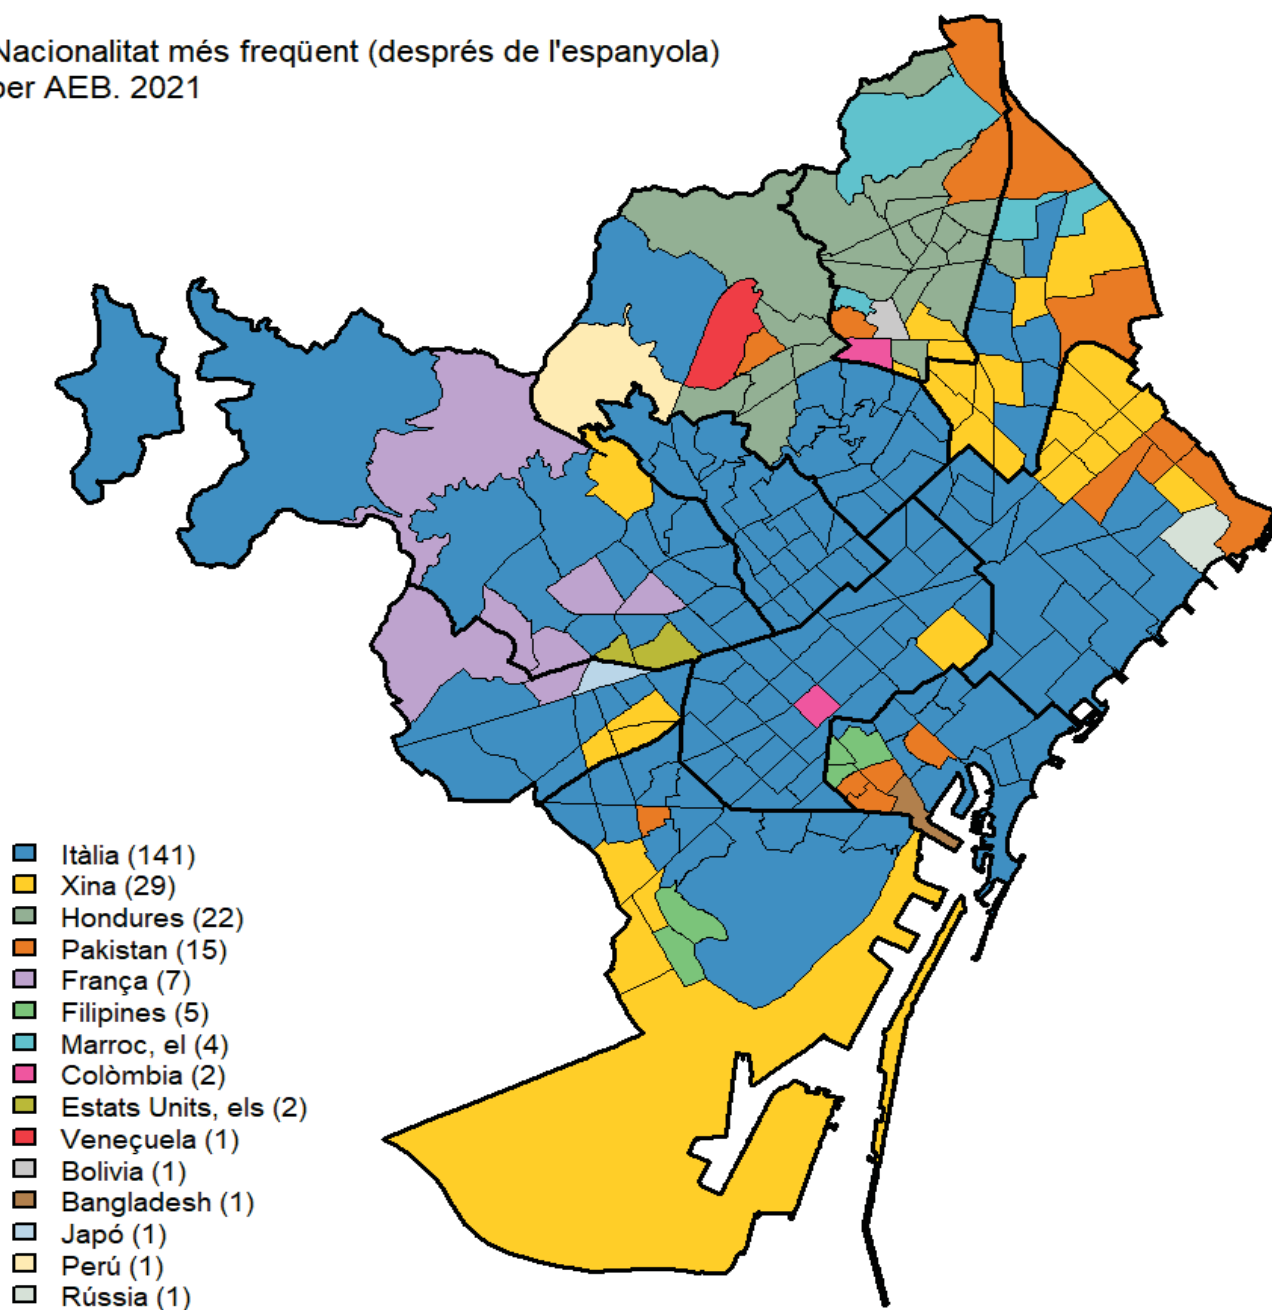 Nacionalitat més freqüent (després de l'espanyola)
per AEB. 2021
Itàlia (141)
Xina (29)
Hondures (22)
Pakistan (15)
França (7)
Filipines (5)
Marroc, el (4)
Colòmbia (2)
Estats Units, els (2)
Veneçuela (1)
Bolivia (1)
Bangladesh (1)
Japó (1)
Perú (1)
Rússia (1)